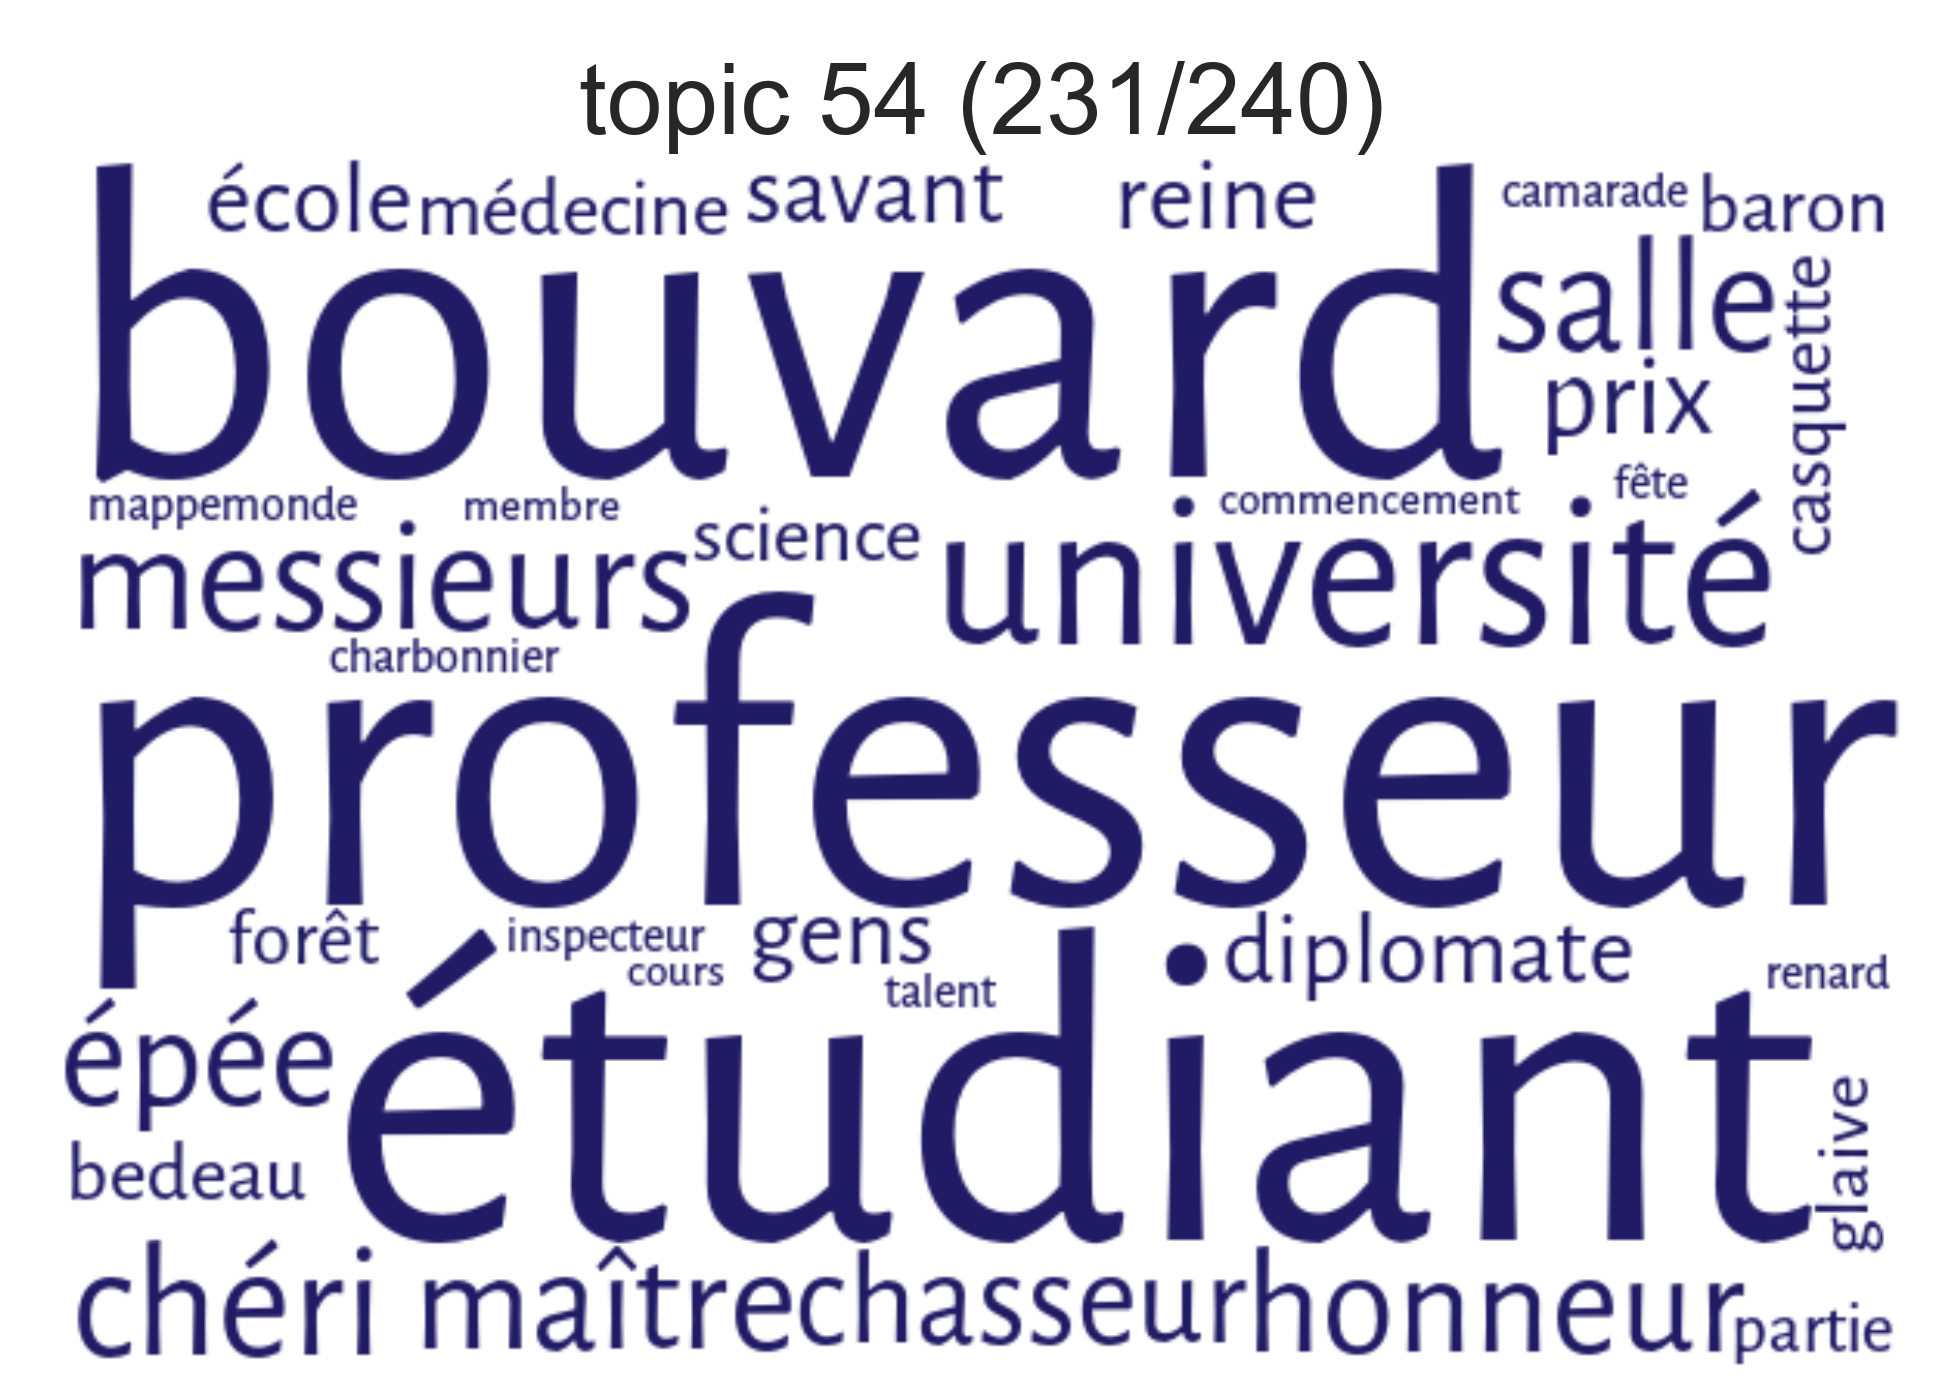 topic 54 (231/240)
école médecine savant reine camarade baron
bouvard salle
prix casquette
mappemonde membre commencement fête
messieurs science université
charbonnier
professeur
forêt inspecteur gens diplomate
cours talent renard
épée étudiant
bedeau glaive
chéri maître chasseur honneur partie